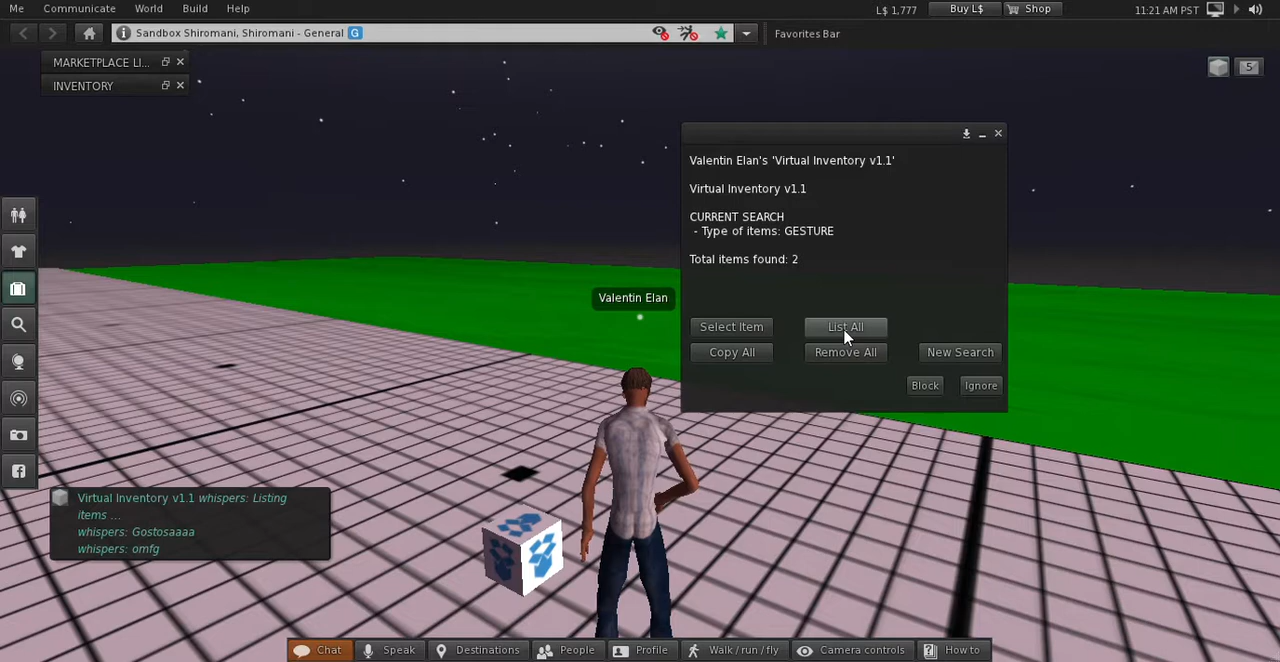 Me Communicate World Build Help
L$ 1,777 Buy L$ Shop 11:21 AM PST
Sandbox Shiromani, Shiromani - General G
Favorites Bar
MARKETPLACE LI...
INVENTORY
5
Valentin Elan's 'Virtual Inventory v1.1'
Virtual Inventory v1.1
CURRENT SEARCH
- Type of items: GESTURE
Total items found: 2
Valentin Elan
Select Item List All
Copy All Remove All New Search
Block Ignore
Virtual Inventory v1.1 whispers: Listing
items ...
whispers: Gostosaaaa
whispers: omfg
Chat Speak Destinations People Profile Walk / run / fly Camera controls How to